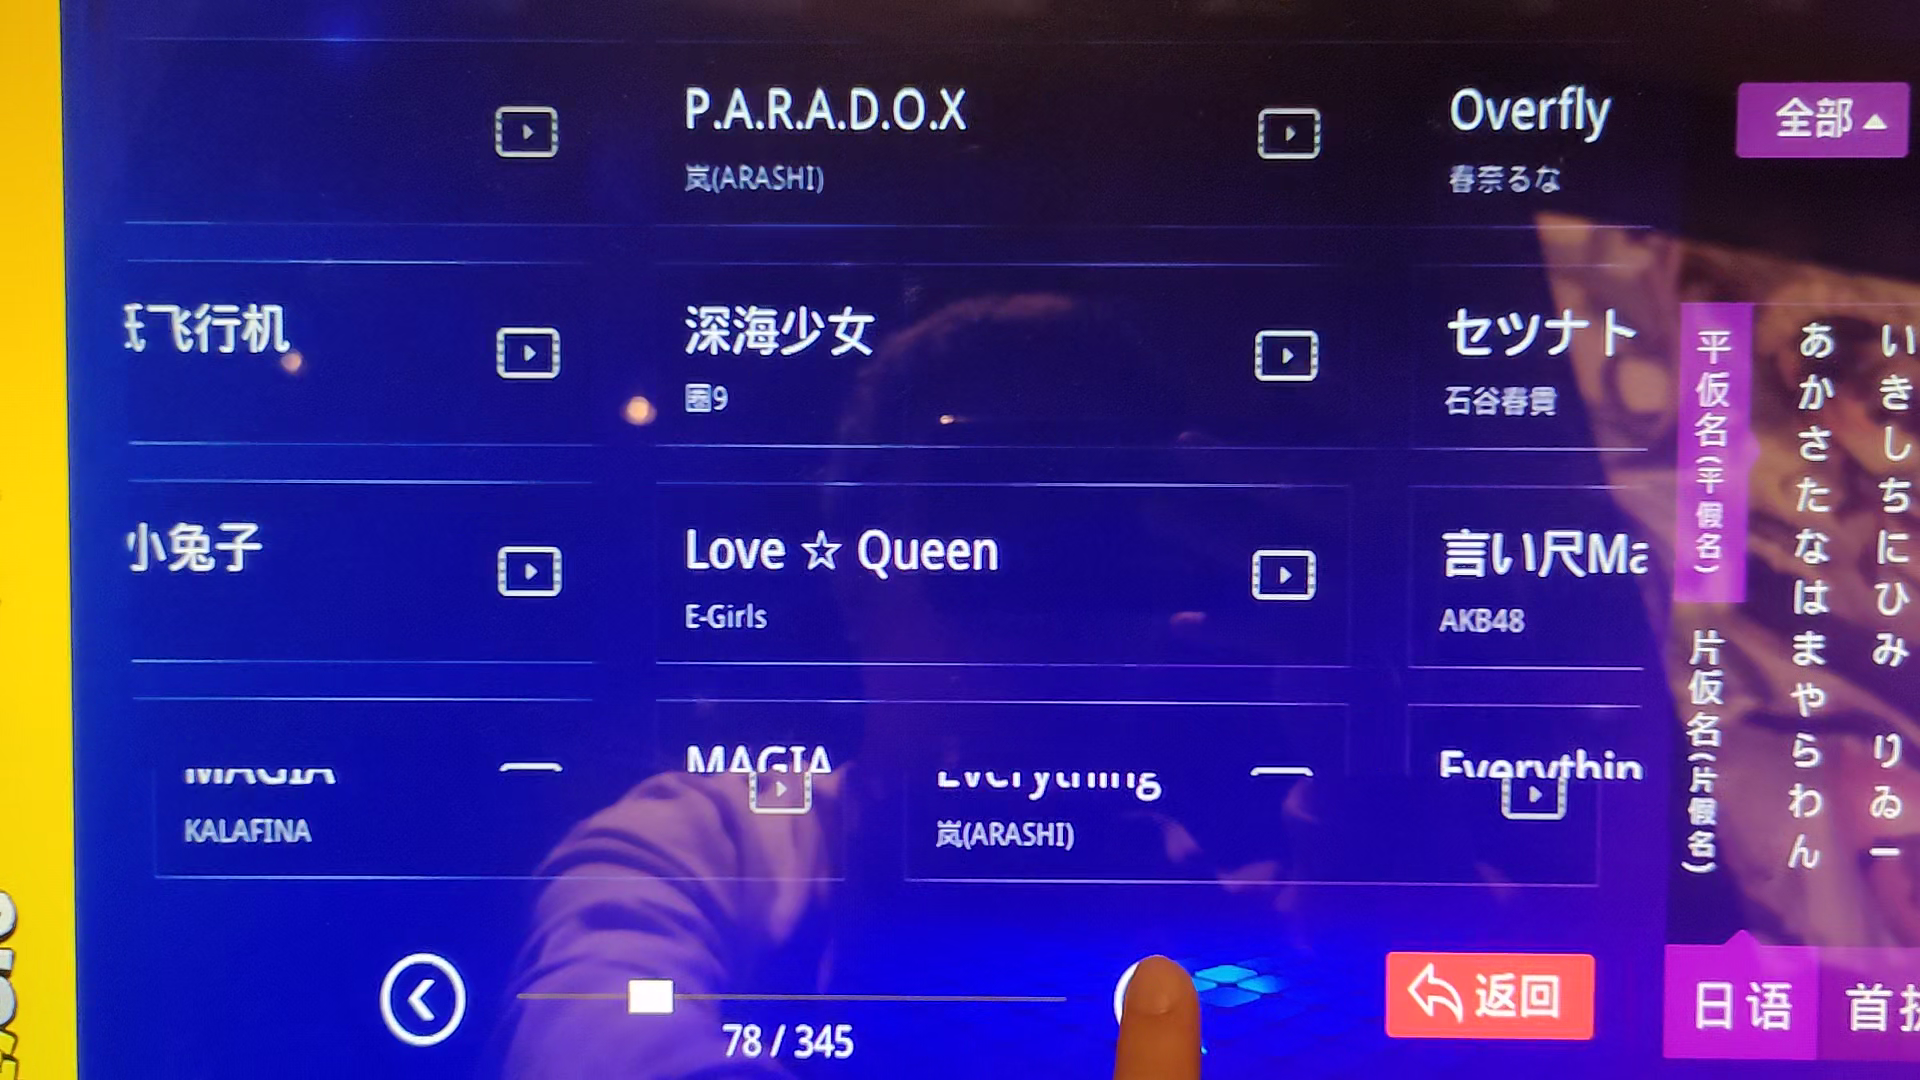 P.A.R.A.D.O.X
岚(ARASHI)
Overfly
春奈るな
全部
飞行机
深海少女
圈9
セツナト
石谷春貴
小兔子
Love ☆ Queen
E-Girls
言い尺Ma
AKB48
MAGIA
KALAFINA
MAGIA
Everything
岚(ARASHI)
Everythin
平仮名(平假名)
片仮名(片假名)
あかさたなはまやらわん
いきしちにひみ りゐー
78 / 345
返回
日语
首